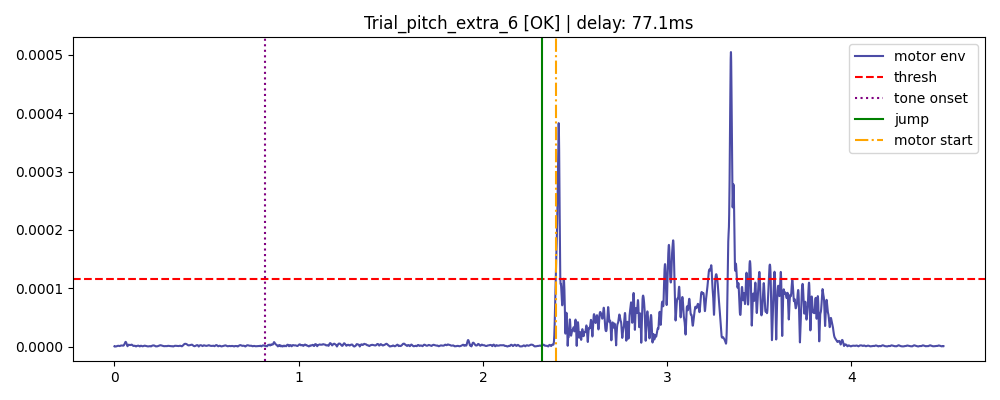 Trial_pitch_extra_6 [OK] | delay: 77.1ms
0.0005
0.0004
0.0003
0.0002
0.0001
0.0000
0 1 2 3 4
motor env
thresh
tone onset
jump
motor start